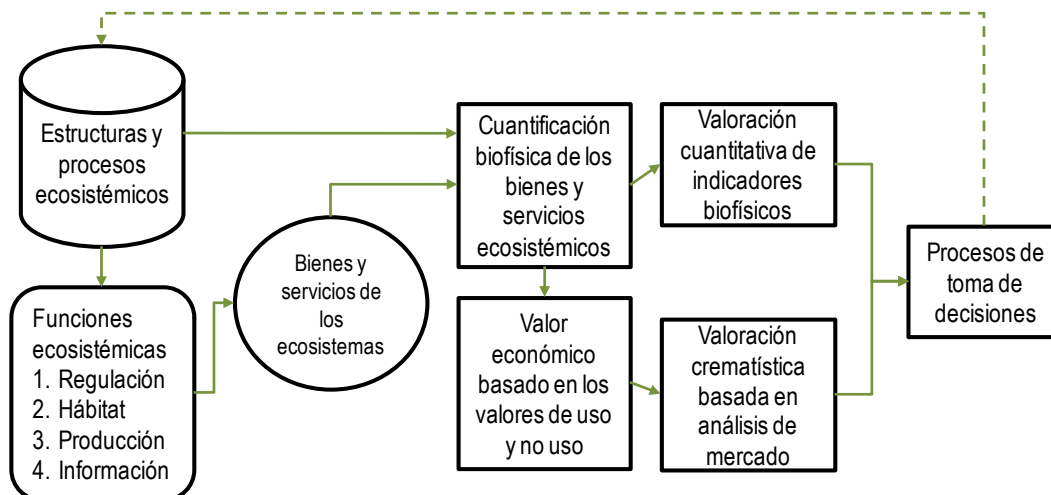 Estructuras y
procesos
ecosistémicos
Funciones
ecosistémicas
1. Regulación
2. Hábitat
3. Producción
4. Información
Bienes y
servicios de
los
ecosistemas
Cuantificación
biofísica de los
bienes y
servicios
ecosistémicos
Valor
económico
basado en los
valores de uso
y no uso
Valoración
cuantitativa de
indicadores
biofísicos
Valoración
crematística
basada en
análisis de
mercado
Procesos de
toma de
decisiones